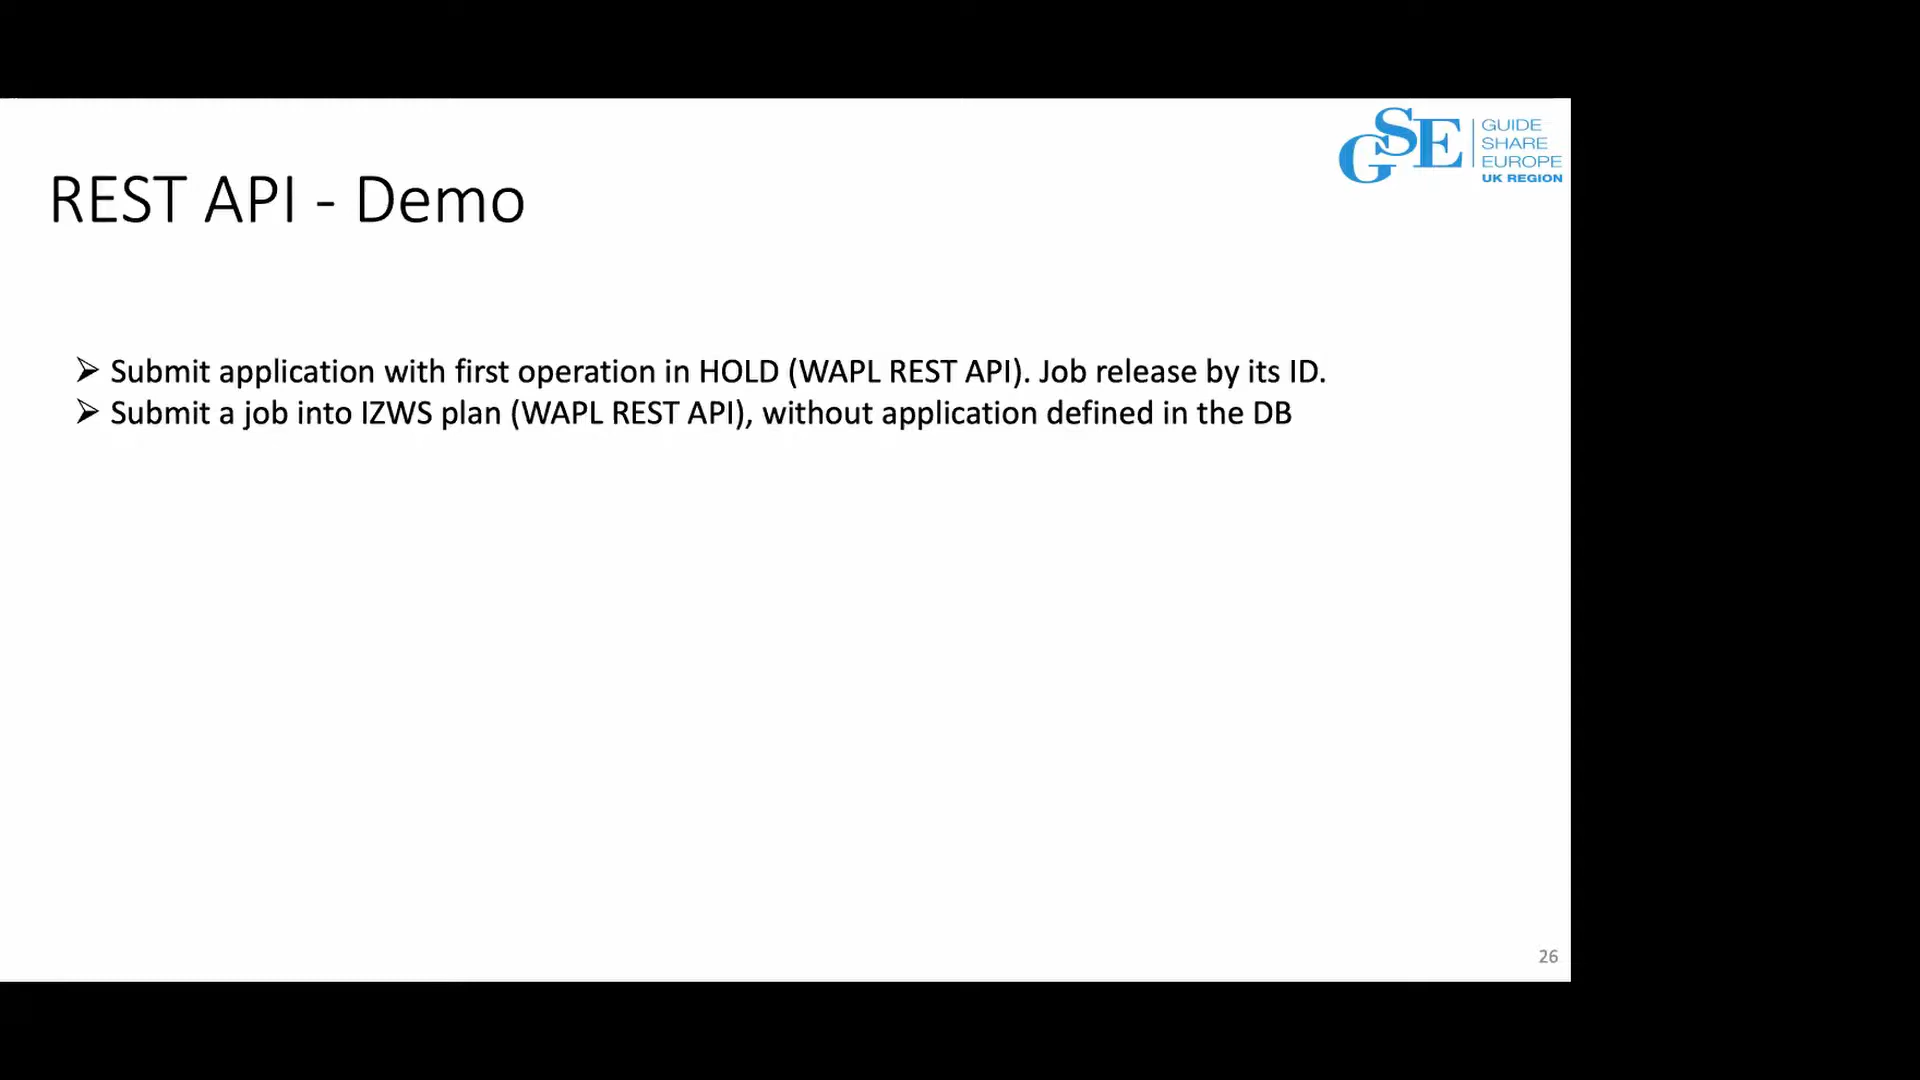 GSE
GUIDE
SHARE
EUROPE
UK REGION
REST API - Demo
➢ Submit application with first operation in HOLD (WAPL REST API). Job release by its ID.
➢ Submit a job into IZWS plan (WAPL REST API), without application defined in the DB
26